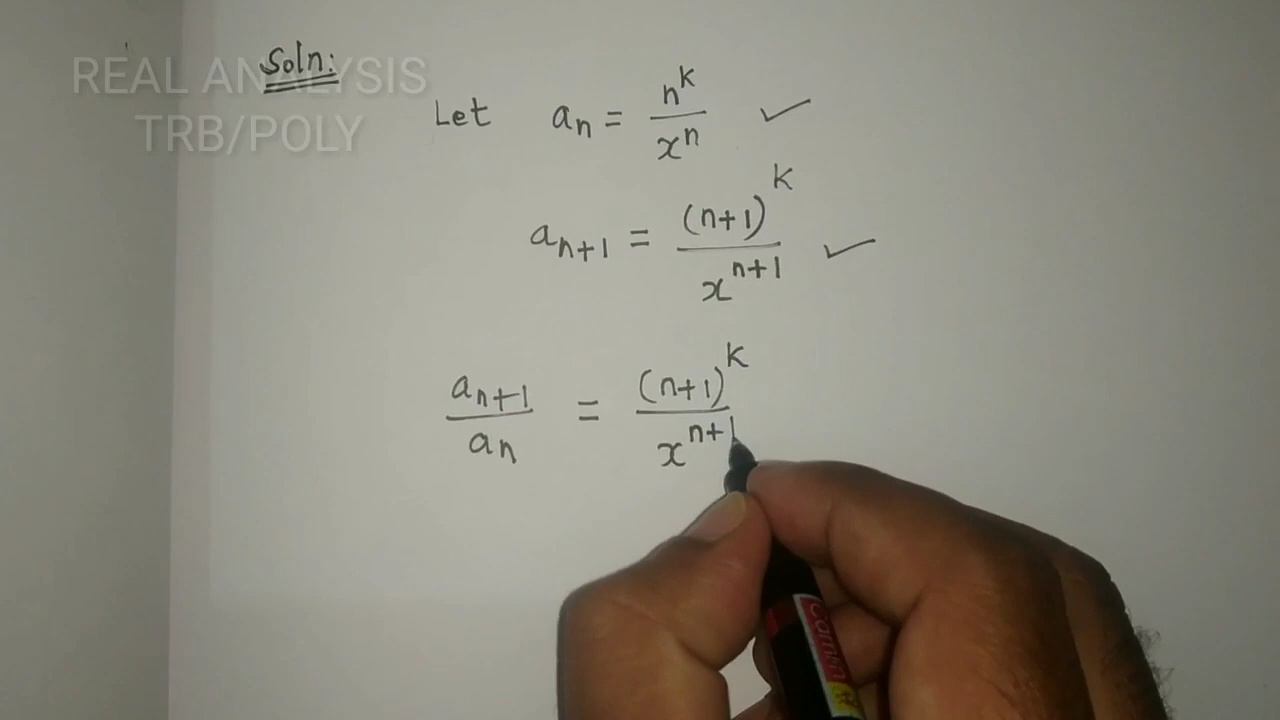 REAL ANALYSIS
TRB/POLY
Soln:
Let aₙ = nᵏ / xⁿ ✓
aₙ₊₁ = (n+1)ᵏ / xⁿ⁺¹ ✓
aₙ₊₁ / aₙ = (n+1)ᵏ / xⁿ⁺¹